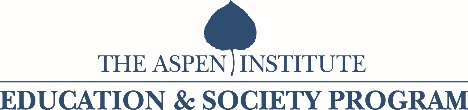 THE ASPEN INSTITUTE
EDUCATION & SOCIETY PROGRAM